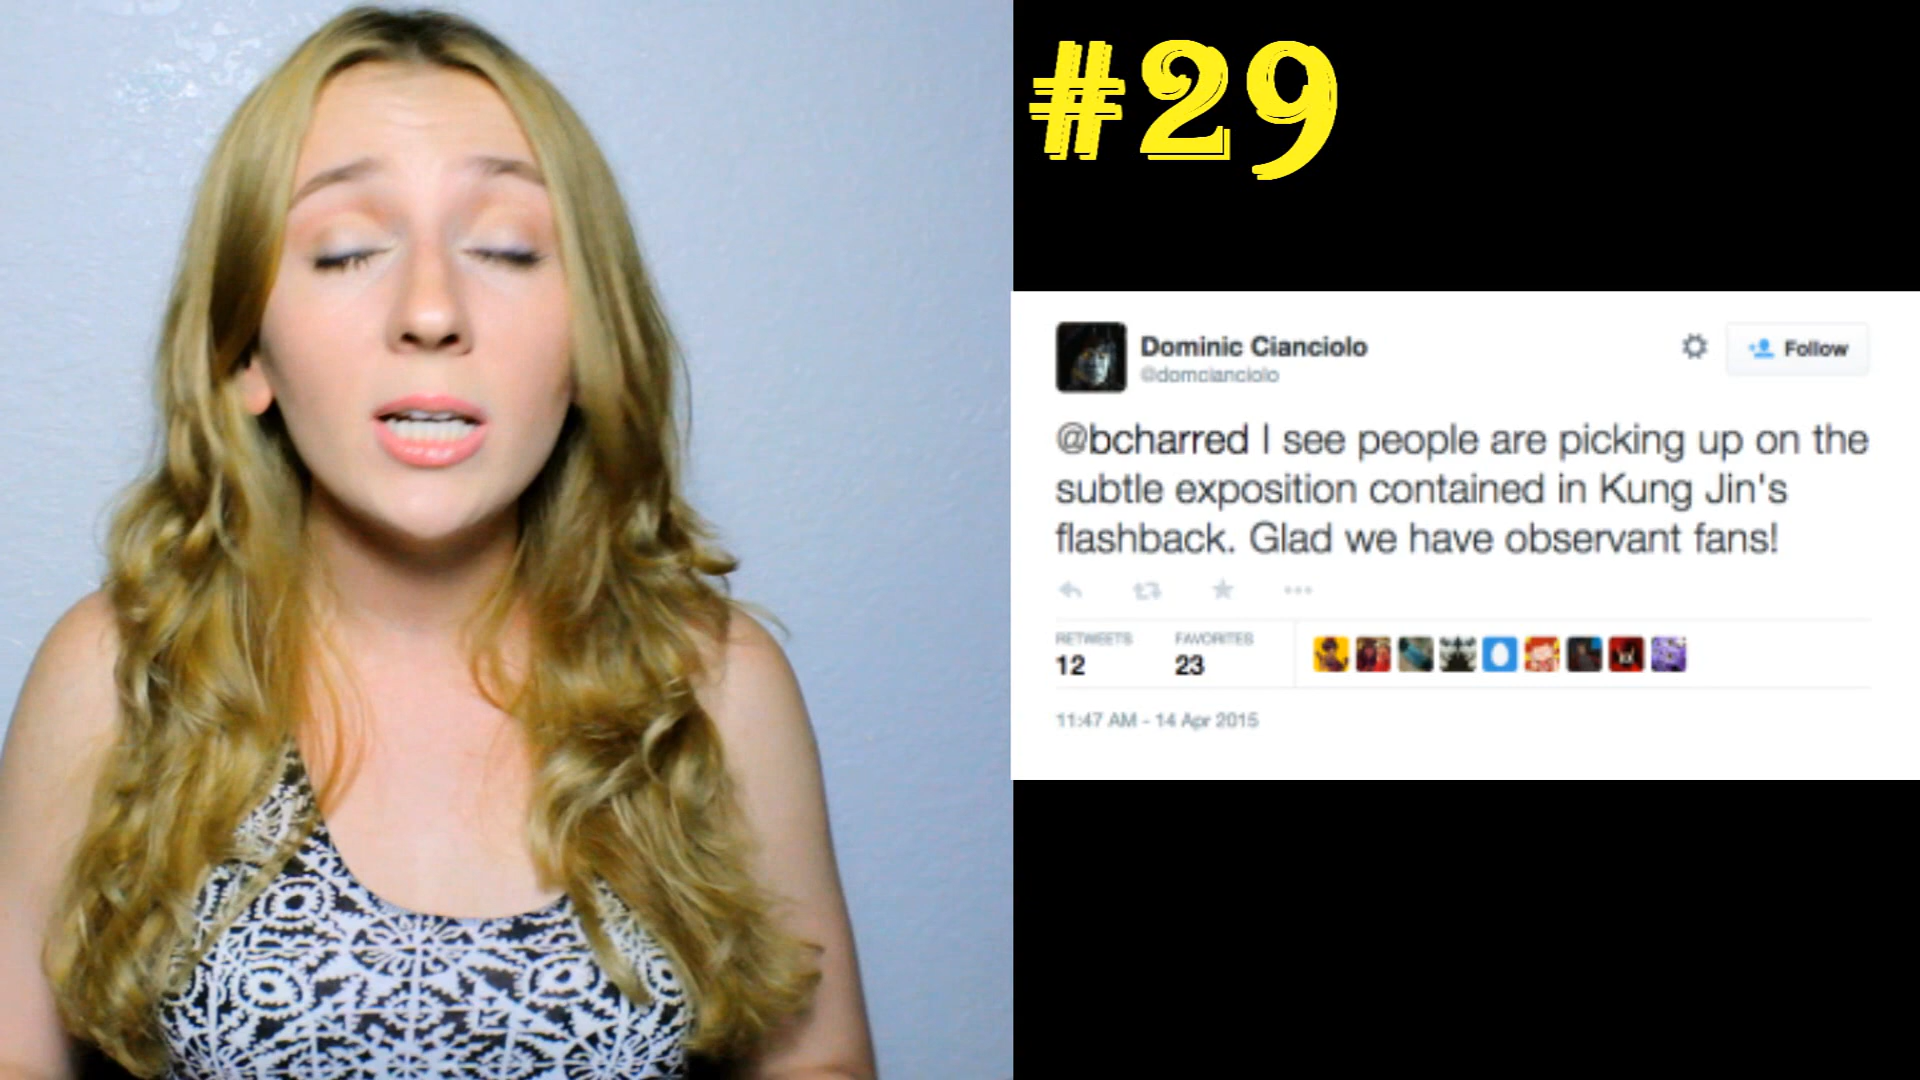 #29
Dominic Cianciolo
@domcianciolo
Follow
@bcharred I see people are picking up on the
subtle exposition contained in Kung Jin's
flashback. Glad we have observant fans!
RETWEETS FAVORITES
12 23
11:47 AM - 14 Apr 2015